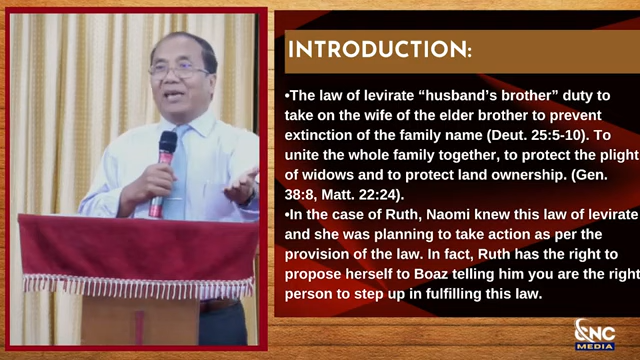 INTRODUCTION:
•The law of levirate “husband’s brother” duty to
take on the wife of the elder brother to prevent
extinction of the family name (Deut. 25:5-10). To
unite the whole family together, to protect the plight
of widows and to protect land ownership. (Gen.
38:8, Matt. 22:24).
•In the case of Ruth, Naomi knew this law of levirate
and she was planning to take action as per the
provision of the law. In fact, Ruth has the right to
propose herself to Boaz telling him you are the right
person to step up in fulfilling this law.
NC
MEDIA